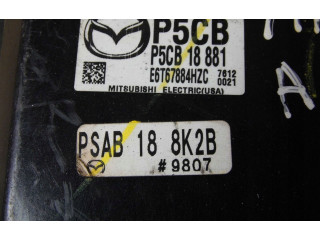 P5CB
P5CB 18 881
E6T67884HZC 7612
0021
MITSUBISHI ELECTRIC(USA)
PSAB 18 8K2B
#9807
A